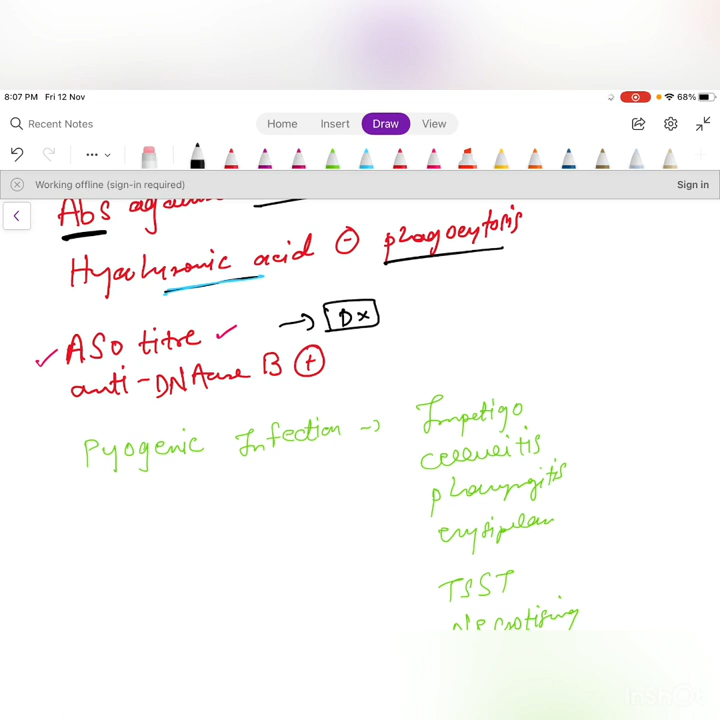 8:07 PM Fri 12 Nov
68%
Recent Notes
Home Insert Draw View
Working offline (sign-in required)
Sign in
Abs
Hyaluronic acid ⊖ phagocytosis
✓ ASO titre ✓ → Dx
anti-DNAase B ⊕
Pyogenic Infection → Impetigo
cellulitis
pharyngitis
erysipelas
TSST
necrotising
InShot